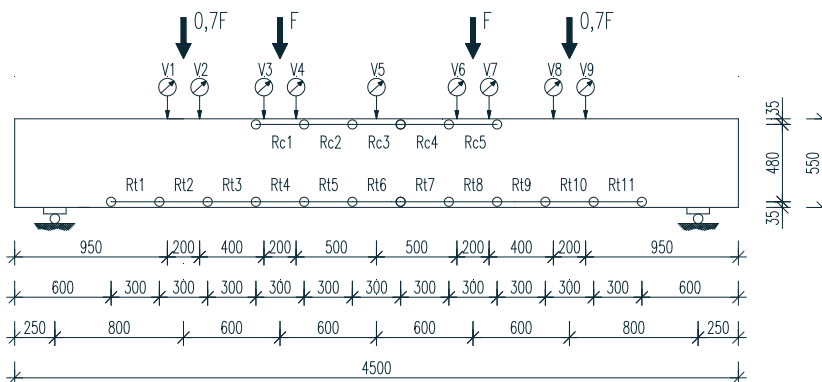 0,7F F F 0,7F
V1 V2 V3 V4 V5 V6 V7 V8 V9
Rc1 Rc2 Rc3 Rc4 Rc5
Rt1 Rt2 Rt3 Rt4 Rt5 Rt6 Rt7 Rt8 Rt9 Rt10 Rt11
35
480
35
550
950 200 400 200 500 500 200 400 200 950
600 300 300 300 300 300 300 300 300 300 300 300 600
250 800 600 600 600 600 800 250
4500